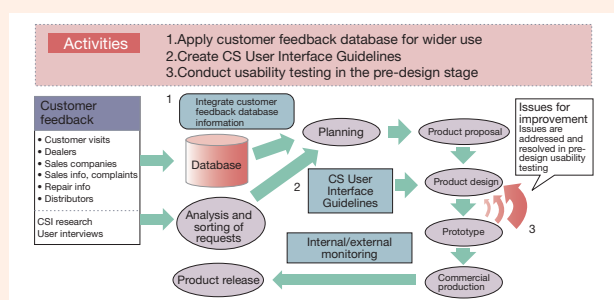 Activities
1.Apply customer feedback database for wider use
2.Create CS User Interface Guidelines
3.Conduct usability testing in the pre-design stage
Customer
feedback
• Customer visits
• Dealers
• Sales companies
• Sales info, complaints
• Repair info
• Distributors
CSI research
User interviews
1
Integrate customer
feedback database
information
Database
Analysis and
sorting of
requests
Planning
2
CS User
Interface
Guidelines
Product proposal
Product design
Prototype
Commercial
production
Issues for
improvement
Issues are
addressed and
resolved in pre-
design usability
testing
3
Internal/external
monitoring
Product release